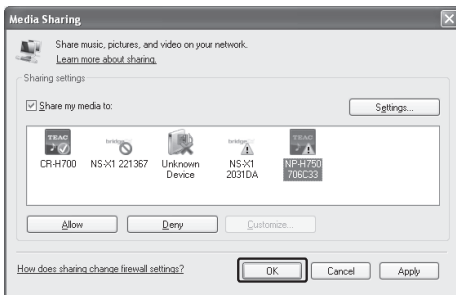 Media Sharing
Share music, pictures, and video on your network.
Learn more about sharing.
Sharing settings
Share my media to:
Settings...
TEAC
TEAC
CR-H700
NS-X1 221367
Unknown
Device
NS-X1
2031DA
NP-H750
706C33
Allow
Deny
Customize...
How does sharing change firewall settings?
OK
Cancel
Apply